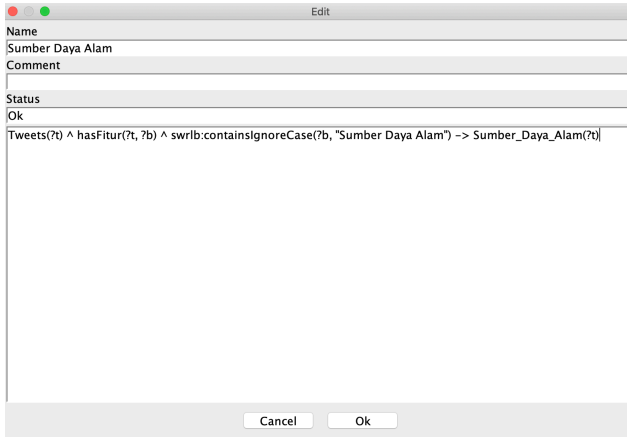 Edit
Name
Sumber Daya Alam
Comment
Status
Ok
Tweets(?t) ^ hasFitur(?t, ?b) ^ swrlb:containsIgnoreCase(?b, "Sumber Daya Alam") -> Sumber_Daya_Alam(?t)
Cancel Ok